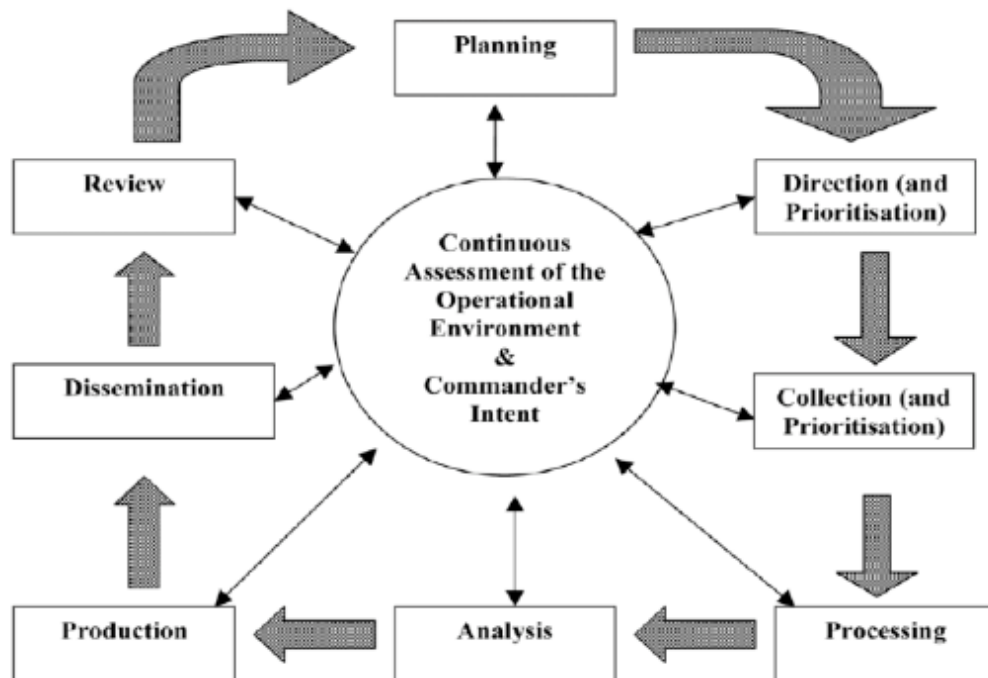 Planning
Review
Direction (and
Prioritisation)
Continuous
Assessment of the
Operational
Environment
&
Commander's
Intent
Dissemination
Collection (and
Prioritisation)
Production
Analysis
Processing